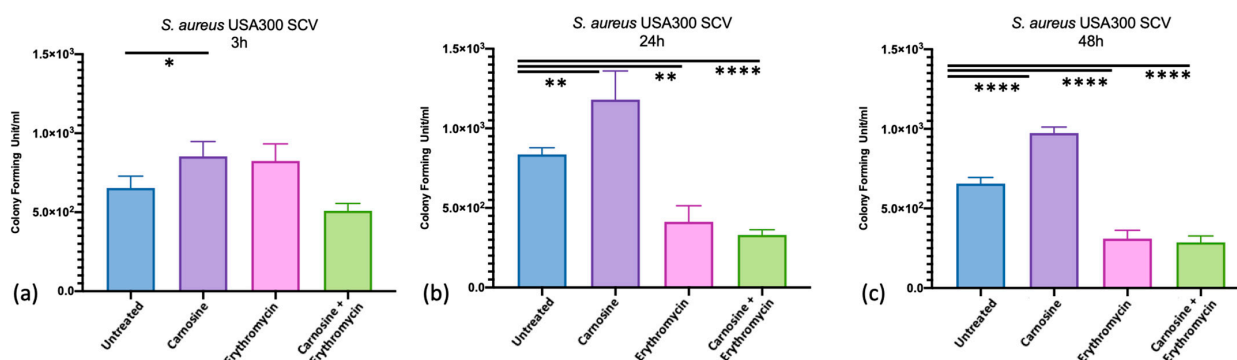 S. aureus USA300 SCV
3h
1.5×10³
1.0×10³
5.0×10²
0.0
Colony Forming Unit/ml
*
Untreated
Carnosine
Erythromycin
Carnosine +
Erythromycin
(a)
S. aureus USA300 SCV
24h
1.5×10³
1.0×10³
5.0×10²
0.0
Colony Forming Unit/ml
**
**
****
Untreated
Carnosine
Erythromycin
Carnosine +
Erythromycin
(b)
S. aureus USA300 SCV
48h
1.5×10³
1.0×10³
5.0×10²
0.0
Colony Forming Unit/ml
****
****
****
Untreated
Carnosine
Erythromycin
Carnosine +
Erythromycin
(c)